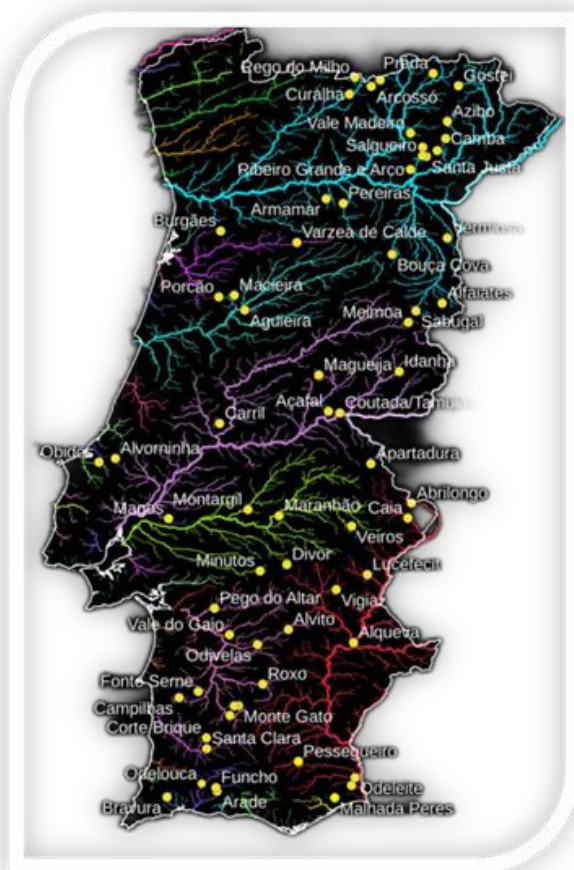 Rego do Milho
Prada
Gostei
Curalha
Arcossó
Azibo
Vale Madeiro
Camba
Salgueiro
Ribeiro Grande e Arco
Santa Justa
Armamar
Pereiras
Burgães
Varzea de Calde
Vermiosa
Bouça Cova
Porcão
Macieira
Alfaiates
Aguieira
Meimoa
Sabugal
Magueija
Idanha
Açafal
Coutada/Tamujais
Carril
Óbidos
Alvorninha
Apartadura
Abrilongo
Magos
Montargil
Maranhão
Caia
Veiros
Minutos
Divor
Lucefecit
Pego do Altar
Vigia
Vale do Gaio
Alvito
Alqueva
Odivelas
Fonte Serne
Roxo
Campilhas
Monte Gato
Corte Brique
Santa Clara
Pessegueiro
Odelouca
Funcho
Odeleite
Bravura
Arade
Malhada Peres